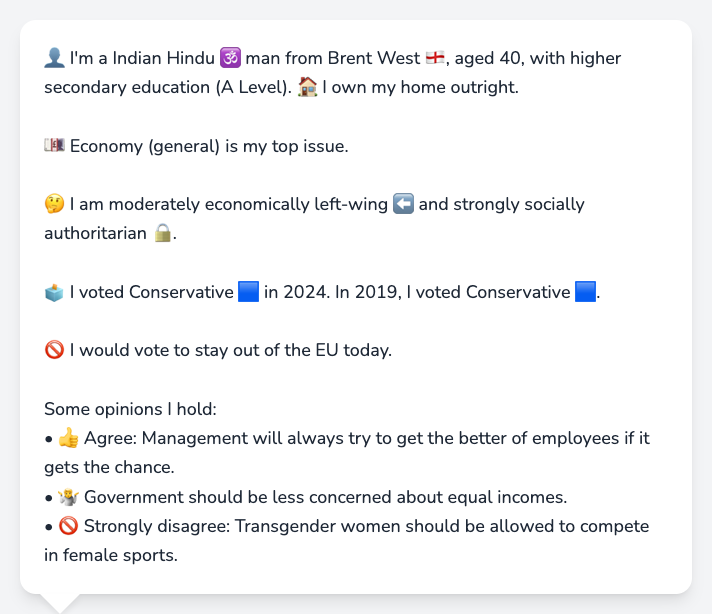 👤 I'm a Indian Hindu 🕉️ man from Brent West 🏴󠁧󠁢󠁥󠁮󠁧󠁿, aged 40, with higher
secondary education (A Level). 🏠 I own my home outright.
💷 Economy (general) is my top issue.
🤔 I am moderately economically left-wing ⬅️ and strongly socially
authoritarian 🔒.
🗳️ I voted Conservative 🟦 in 2024. In 2019, I voted Conservative 🟦.
🚫 I would vote to stay out of the EU today.
Some opinions I hold:
• 👍 Agree: Management will always try to get the better of employees if it
gets the chance.
• 🤷 Government should be less concerned about equal incomes.
• 🚫 Strongly disagree: Transgender women should be allowed to compete
in female sports.